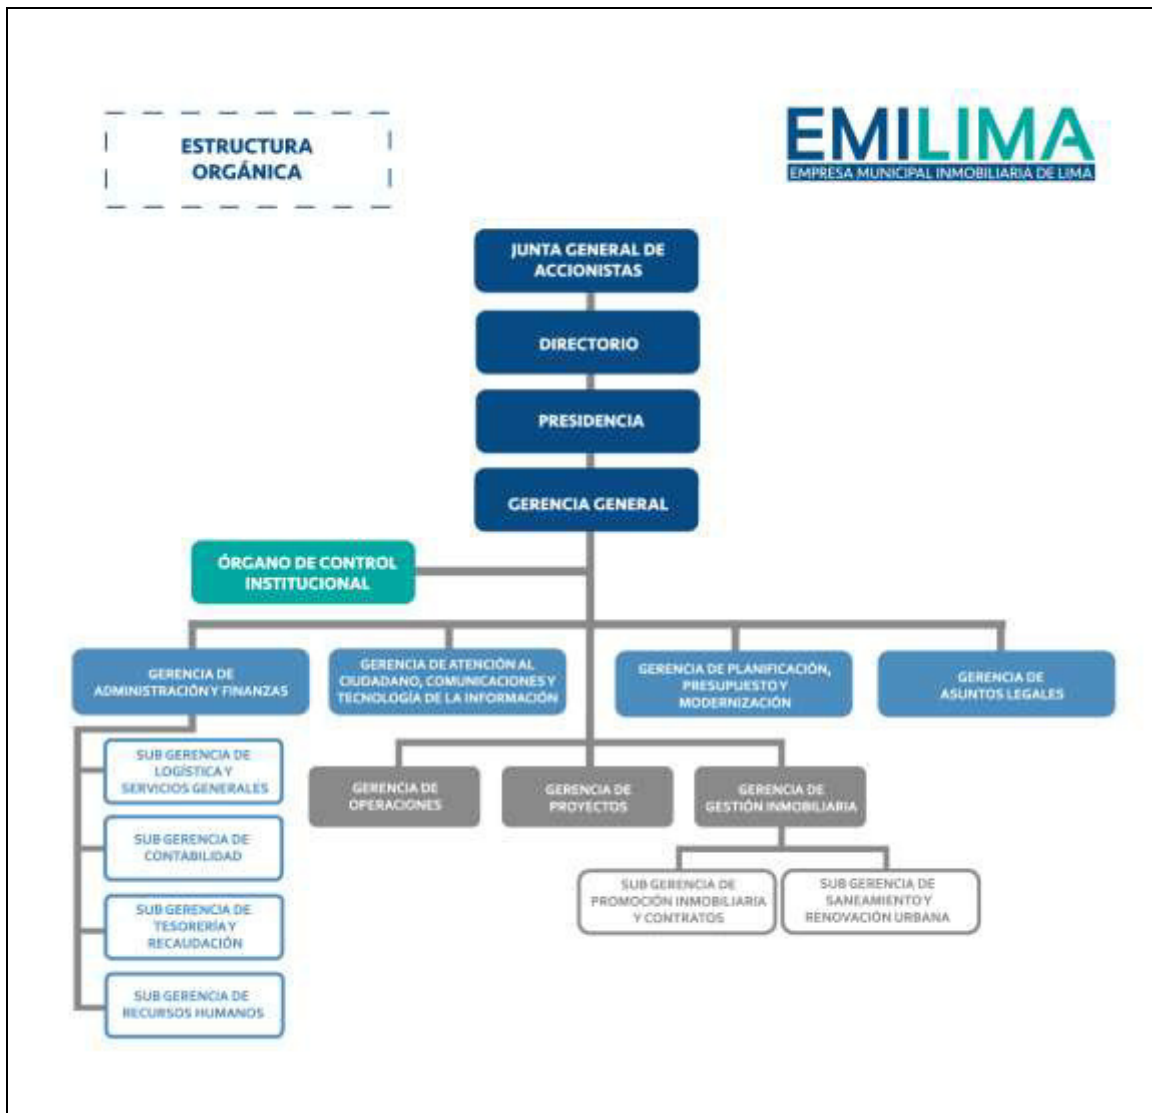 ESTRUCTURA
ORGÁNICA
EMILIMA
EMPRESA MUNICIPAL INMOBILIARIA DE LIMA
JUNTA GENERAL DE
ACCIONISTAS
DIRECTORIO
PRESIDENCIA
GERENCIA GENERAL
ÓRGANO DE CONTROL
INSTITUCIONAL
GERENCIA DE
ADMINISTRACIÓN Y FINANZAS
GERENCIA DE ATENCIÓN AL
CIUDADANO, COMUNICACIONES Y
TECNOLOGÍA DE LA INFORMACIÓN
GERENCIA DE PLANIFICACIÓN,
PRESUPUESTO Y
MODERNIZACIÓN
GERENCIA DE
ASUNTOS LEGALES
SUB GERENCIA DE
LOGÍSTICA Y
SERVICIOS GENERALES
SUB GERENCIA DE
CONTABILIDAD
SUB GERENCIA DE
TESORERÍA Y
RECAUDACIÓN
SUB GERENCIA DE
RECURSOS HUMANOS
GERENCIA DE
OPERACIONES
GERENCIA DE
PROYECTOS
GERENCIA DE
GESTIÓN INMOBILIARIA
SUB GERENCIA DE
PROMOCIÓN INMOBILIARIA
Y CONTRATOS
SUB GERENCIA DE
SANEAMIENTO Y
RENOVACIÓN URBANA